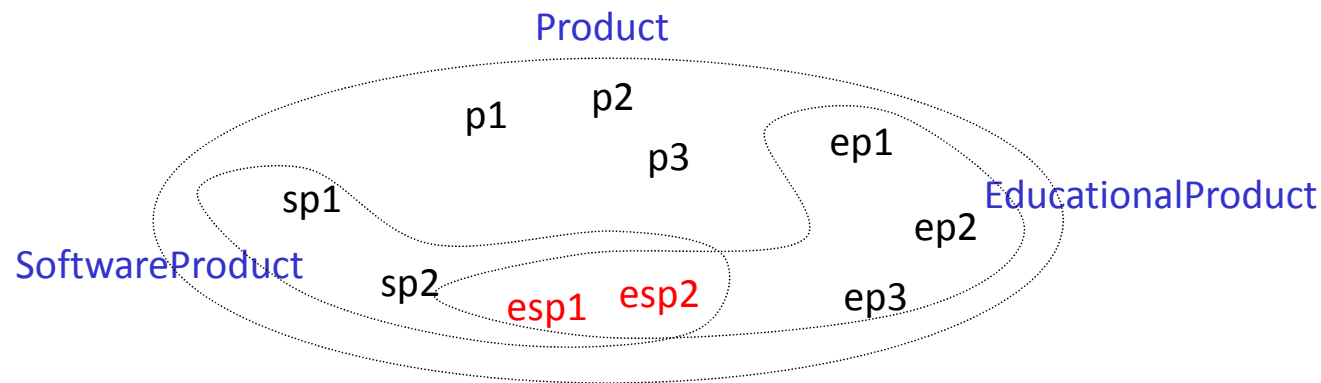 Product
p1
p2
p3
ep1
sp1
EducationalProduct
ep2
SoftwareProduct
sp2
esp1
esp2
ep3